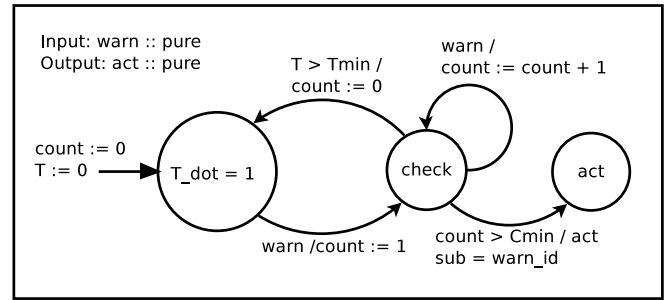 Input: warn :: pure
Output: act :: pure
T > Tmin /
count := 0
warn /
count := count + 1
count := 0
T := 0
T_dot = 1
check
act
warn /count := 1
count > Cmin / act
sub = warn_id